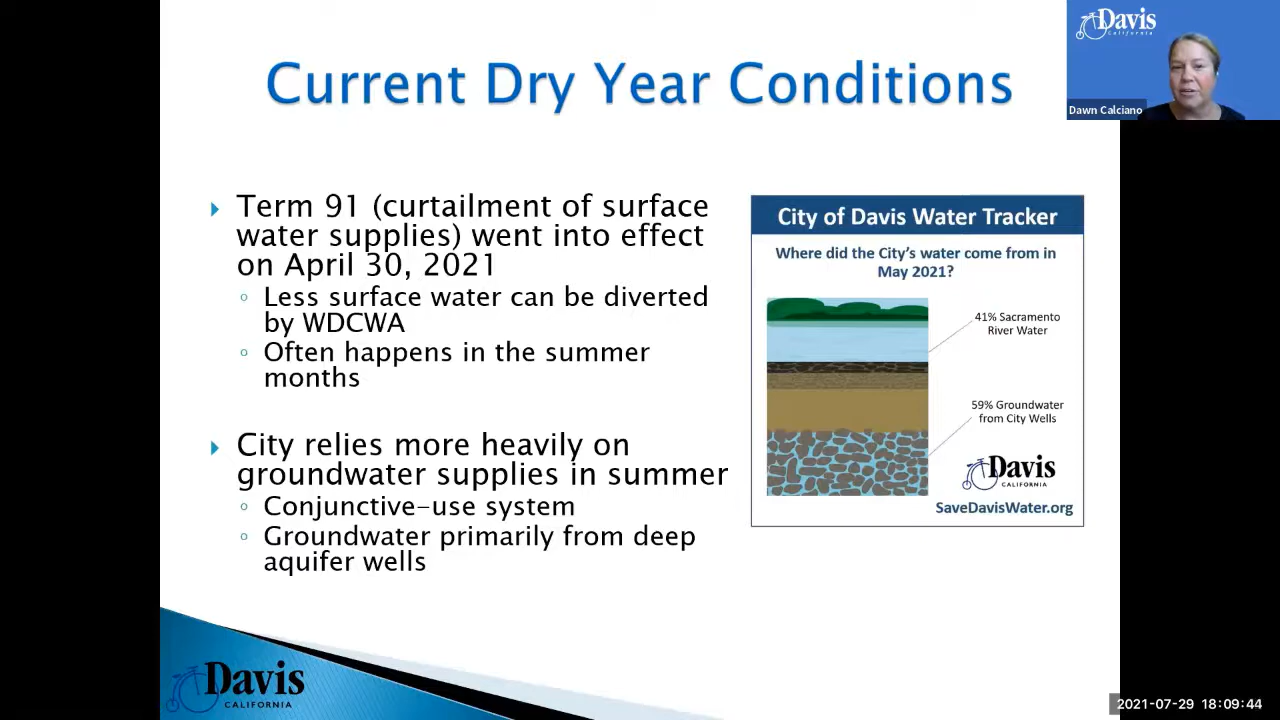 Current Dry Year Conditions
Term 91 (curtailment of surface
water supplies) went into effect
on April 30, 2021
Less surface water can be diverted
by WDCWA
Often happens in the summer
months
City relies more heavily on
groundwater supplies in summer
Conjunctive-use system
Groundwater primarily from deep
aquifer wells
City of Davis Water Tracker
Where did the City's water come from in
May 2021?
41% Sacramento
River Water
59% Groundwater
from City Wells
Davis
CALIFORNIA
SaveDavisWater.org
Davis
CALIFORNIA
Davis
California
Dawn Calciano
2021-07-29 18:09:44